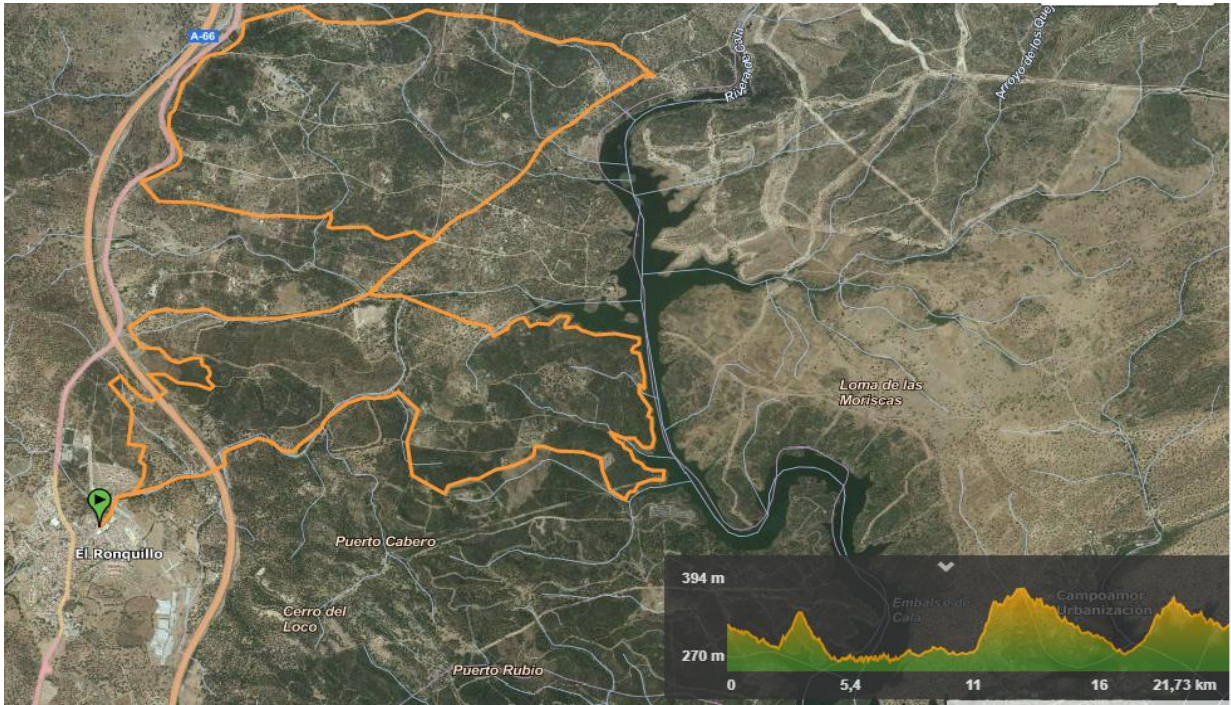 A-66
Rivera de Cala
Arroyo de los Quej
Loma de las
Moriscas
El Ronquillo
Puerto Cabero
Cerro del
Loco
Puerto Rubio
394 m
270 m
Embalse de
Cala
Campoamor
Urbanización
0
5,4
11
16
21,73 km